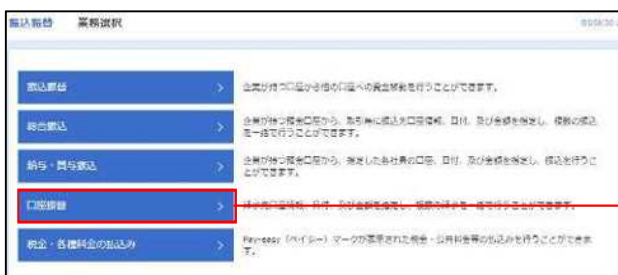 振込振替 業務選択
振込振替
企業が持つ口座から他の口座への資金移動を行うことができます。
総合振込
企業が持つ預金口座から、取引毎に振込先口座情報、日付、及び金額を指定し、複数の振込
を一括で行うことができます。
給与・賞与振込
企業が持つ預金口座から、指定した各社員の口座、日付、及び金額を指定し、振込を行うこ
とができます。
口座振替
税金・各種料金の払込み
Pay-easy（ペイジー）マークが表示された税金・公共料金等の払込みを行うことができま
す。